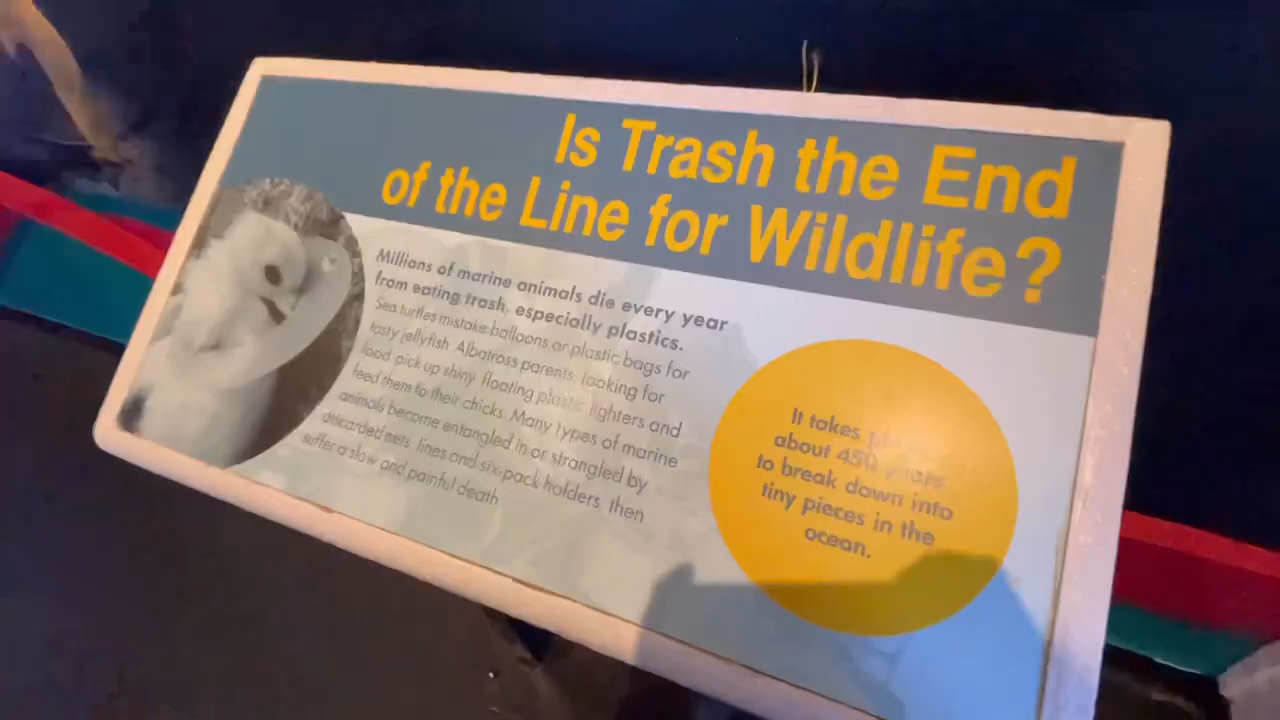 Is Trash the End
of the Line for Wildlife?
Millions of marine animals die every year
from eating trash, especially plastics.
Sea turtles mistake balloons or plastic bags for
tasty jellyfish. Albatross parents, looking for
food pick up shiny, floating plastic lighters and
feed them to their chicks. Many types of marine
animals become entangled in or strangled by
discarded nets, lines and six-pack holders, then
suffer a slow and painful death.
It takes
about 450 years
to break down into
tiny pieces in the
ocean.